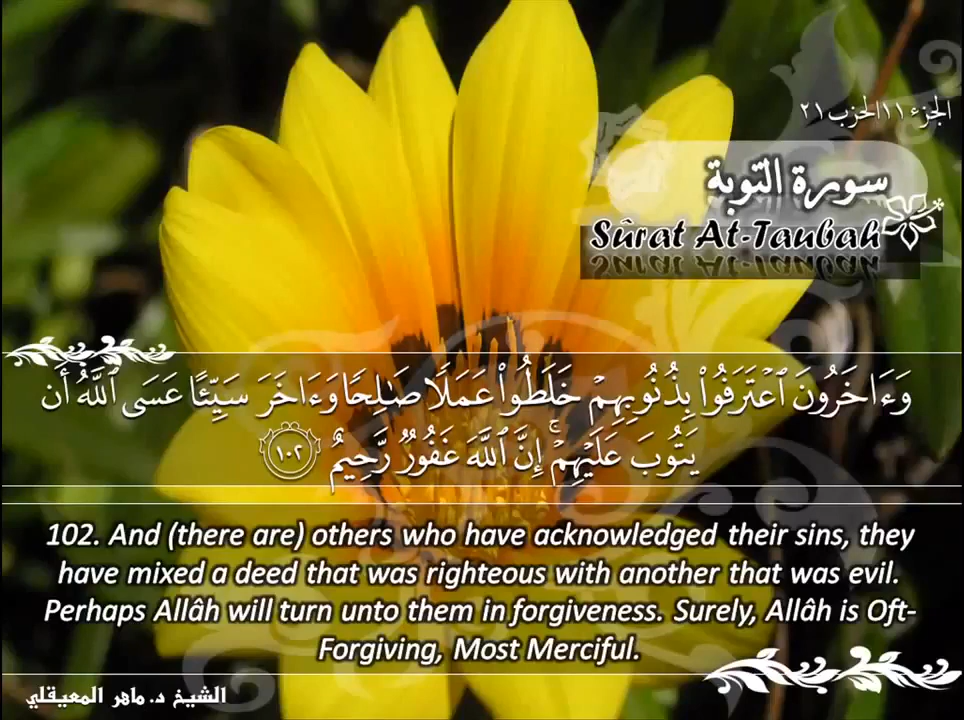 الجزء ١١ الحزب ٢١
سورة التوبة
Sûrat At-Taubah
وَءَاخَرُونَ ٱعْتَرَفُوا۟ بِذُنُوبِهِمْ خَلَطُوا۟ عَمَلًا صَٰلِحًا وَءَاخَرَ سَيِّئًا عَسَى ٱللَّهُ أَن
يَتُوبَ عَلَيْهِمْ ۚ إِنَّ ٱللَّهَ غَفُورٌ رَّحِيمٌ ١٠٢
102. And (there are) others who have acknowledged their sins, they
have mixed a deed that was righteous with another that was evil.
Perhaps Allâh will turn unto them in forgiveness. Surely, Allâh is Oft-
Forgiving, Most Merciful.
الشيخ د. ماهر المعيقلي